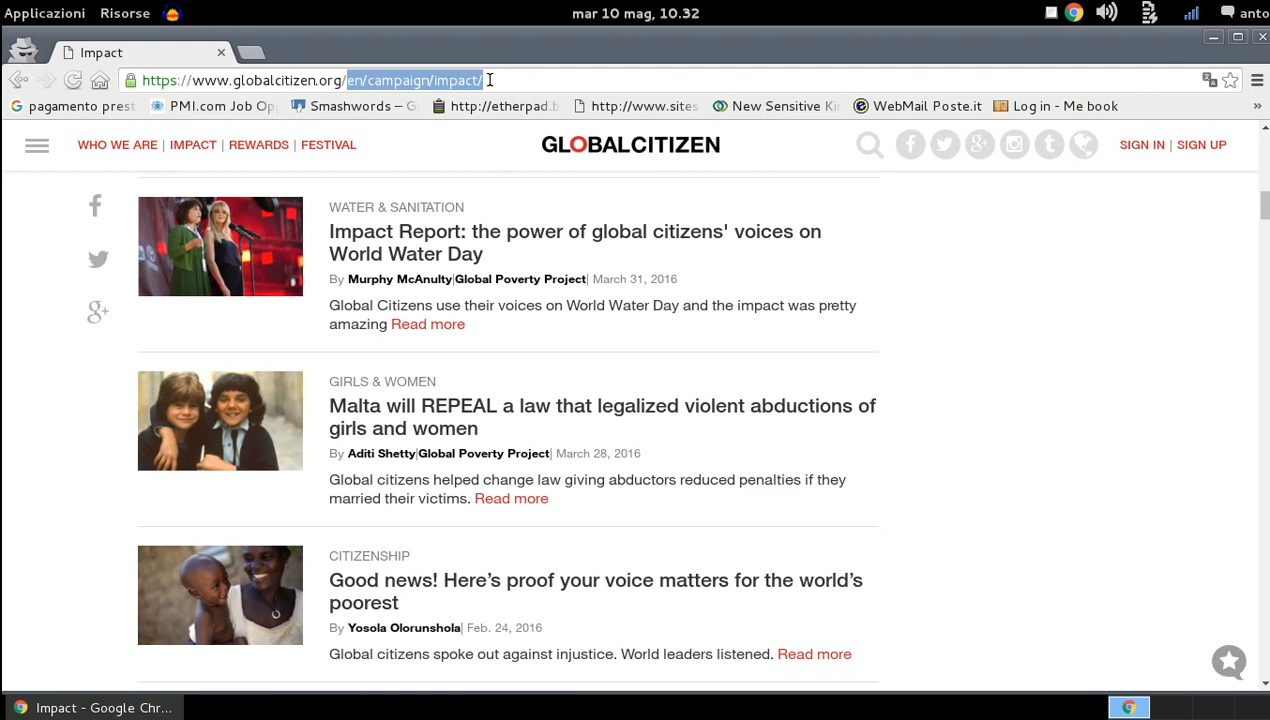 Applicazioni Risorse mar 10 mag, 10.32 anto
Impact
https://www.globalcitizen.org/en/campaign/impact/
pagamento prest PMI.com Job Op Smashwords – G http://etherpad.b http://www.sites New Sensitive Ki WebMail Poste.it Log in - Me book »
WHO WE ARE | IMPACT | REWARDS | FESTIVAL GLOBALCITIZEN SIGN IN | SIGN UP
WATER & SANITATION
Impact Report: the power of global citizens' voices on
World Water Day
By Murphy McAnulty|Global Poverty Project| March 31, 2016
Global Citizens use their voices on World Water Day and the impact was pretty
amazing Read more
GIRLS & WOMEN
Malta will REPEAL a law that legalized violent abductions of
girls and women
By Aditi Shetty|Global Poverty Project| March 28, 2016
Global citizens helped change law giving abductors reduced penalties if they
married their victims. Read more
CITIZENSHIP
Good news! Here’s proof your voice matters for the world’s
poorest
By Yosola Olorunshola| Feb. 24, 2016
Global citizens spoke out against injustice. World leaders listened. Read more
Impact - Google Chr...